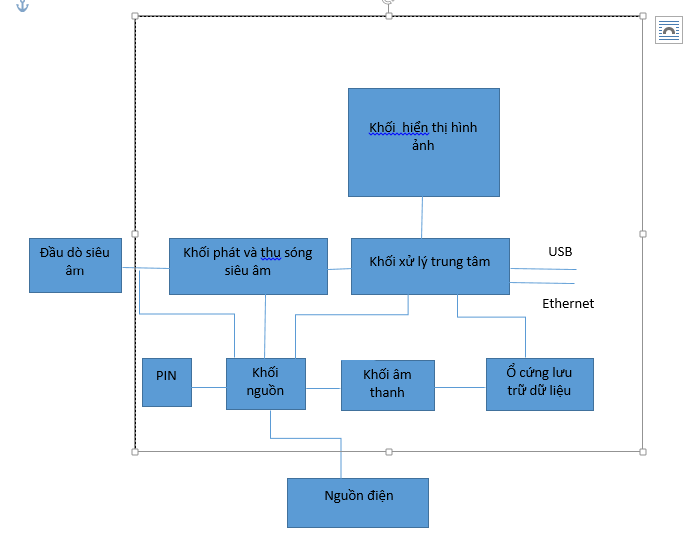 Khối hiển thị hình
ảnh
Đầu dò siêu
âm
Khối phát và thụ sóng
siêu âm
Khối xử lý trung tâm
USB
Ethernet
PIN
Khối
nguồn
Khối âm
thanh
Ổ cứng lưu
trữ dữ liệu
Nguồn điện